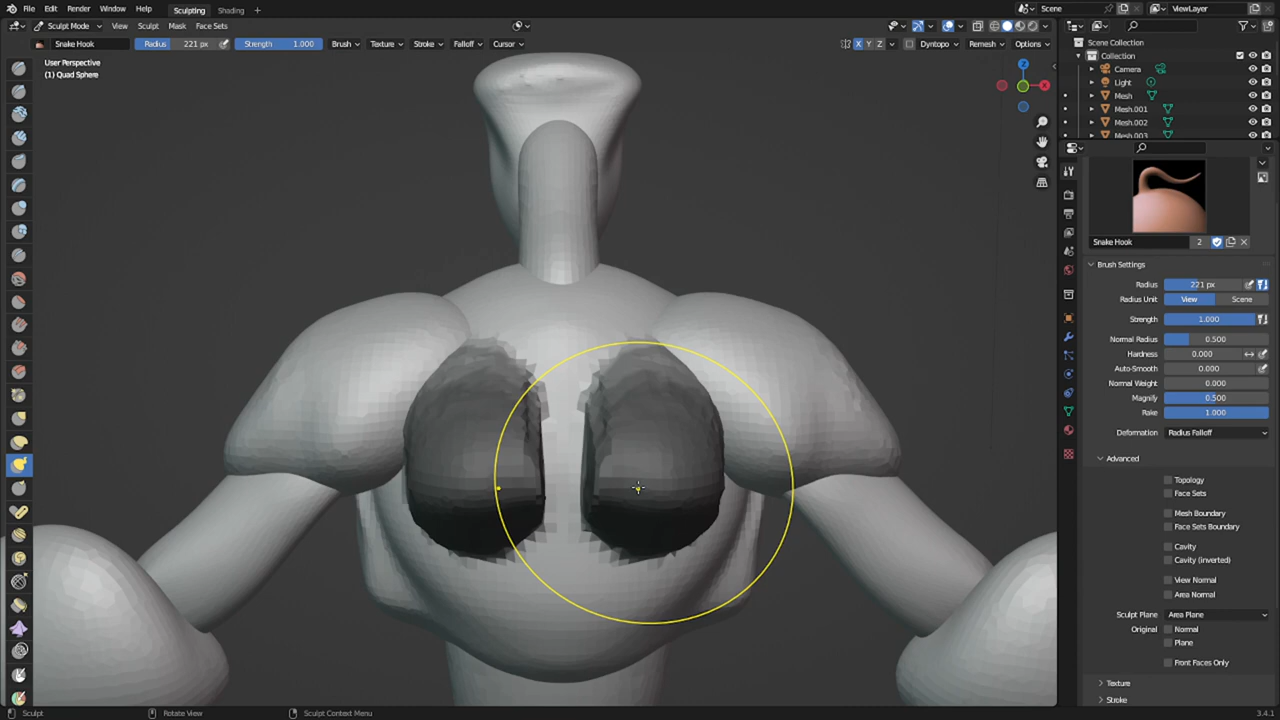 File Edit Render Window Help Sculpting Shading + Scene ViewLayer
Sculpt Mode View Sculpt Mask Face Sets
Snake Hook Radius 221 px Strength 1.000 Brush Texture Stroke Falloff Cursor X Y Z Dyntopo Remesh Options
User Perspective
(1) Quad Sphere
Z
X
Scene Collection
Collection
Camera
Light
Mesh
Mesh.001
Mesh.002
Mesh.003
Snake Hook 2
Brush Settings
Radius 221 px
Radius Unit View Scene
Strength 1.000
Normal Radius 0.500
Hardness 0.000
Auto-Smooth 0.000
Normal Weight 0.000
Magnify 0.500
Rake 1.000
Deformation Radius Falloff
Advanced
Topology
Face Sets
Mesh Boundary
Face Sets Boundary
Cavity
Cavity (inverted)
View Normal
Area Normal
Sculpt Plane Area Plane
Original Normal
Plane
Front Faces Only
Texture
Stroke
Sculpt Rotate View Sculpt Context Menu 3.4.1